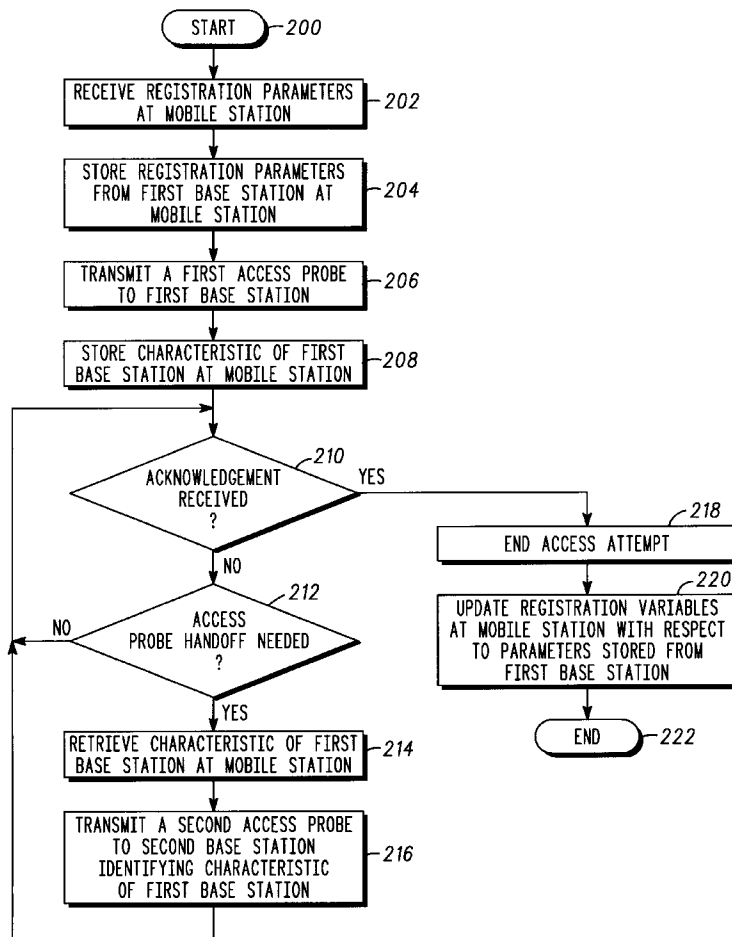 START
200
RECEIVE REGISTRATION PARAMETERS
AT MOBILE STATION
202
STORE REGISTRATION PARAMETERS
FROM FIRST BASE STATION AT
MOBILE STATION
204
TRANSMIT A FIRST ACCESS PROBE
TO FIRST BASE STATION
206
STORE CHARACTERISTIC OF FIRST
BASE STATION AT MOBILE STATION
208
ACKNOWLEDGEMENT
RECEIVED
?
210
YES
NO
ACCESS
PROBE HANDOFF NEEDED
?
212
NO
YES
RETRIEVE CHARACTERISTIC OF FIRST
BASE STATION AT MOBILE STATION
214
TRANSMIT A SECOND ACCESS PROBE
TO SECOND BASE STATION
IDENTIFYING CHARACTERISTIC
OF FIRST BASE STATION
216
END ACCESS ATTEMPT
218
UPDATE REGISTRATION VARIABLES
AT MOBILE STATION WITH RESPECT
TO PARAMETERS STORED FROM
FIRST BASE STATION
220
END
222